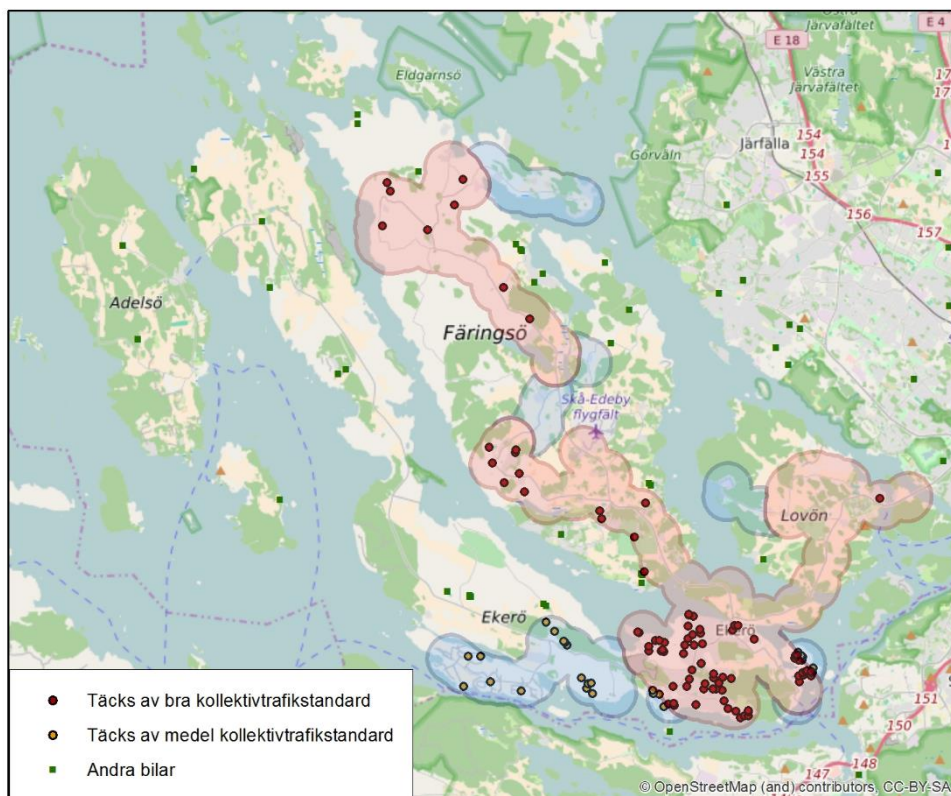 Östra Järvafältet
E 4
E 18
Eldgarnsö
Västra
Järvafältet
154
154
155
Järfälla
Görväln
156
157
Adelsö
Färingsö
Skå-Edeby
flygfält
Lovön
Ekerö
Ekerö
151
150
148
147
Täcks av bra kollektivtrafikstandard
Täcks av medel kollektivtrafikstandard
Andra bilar
© OpenStreetMap (and) contributors, CC-BY-SA